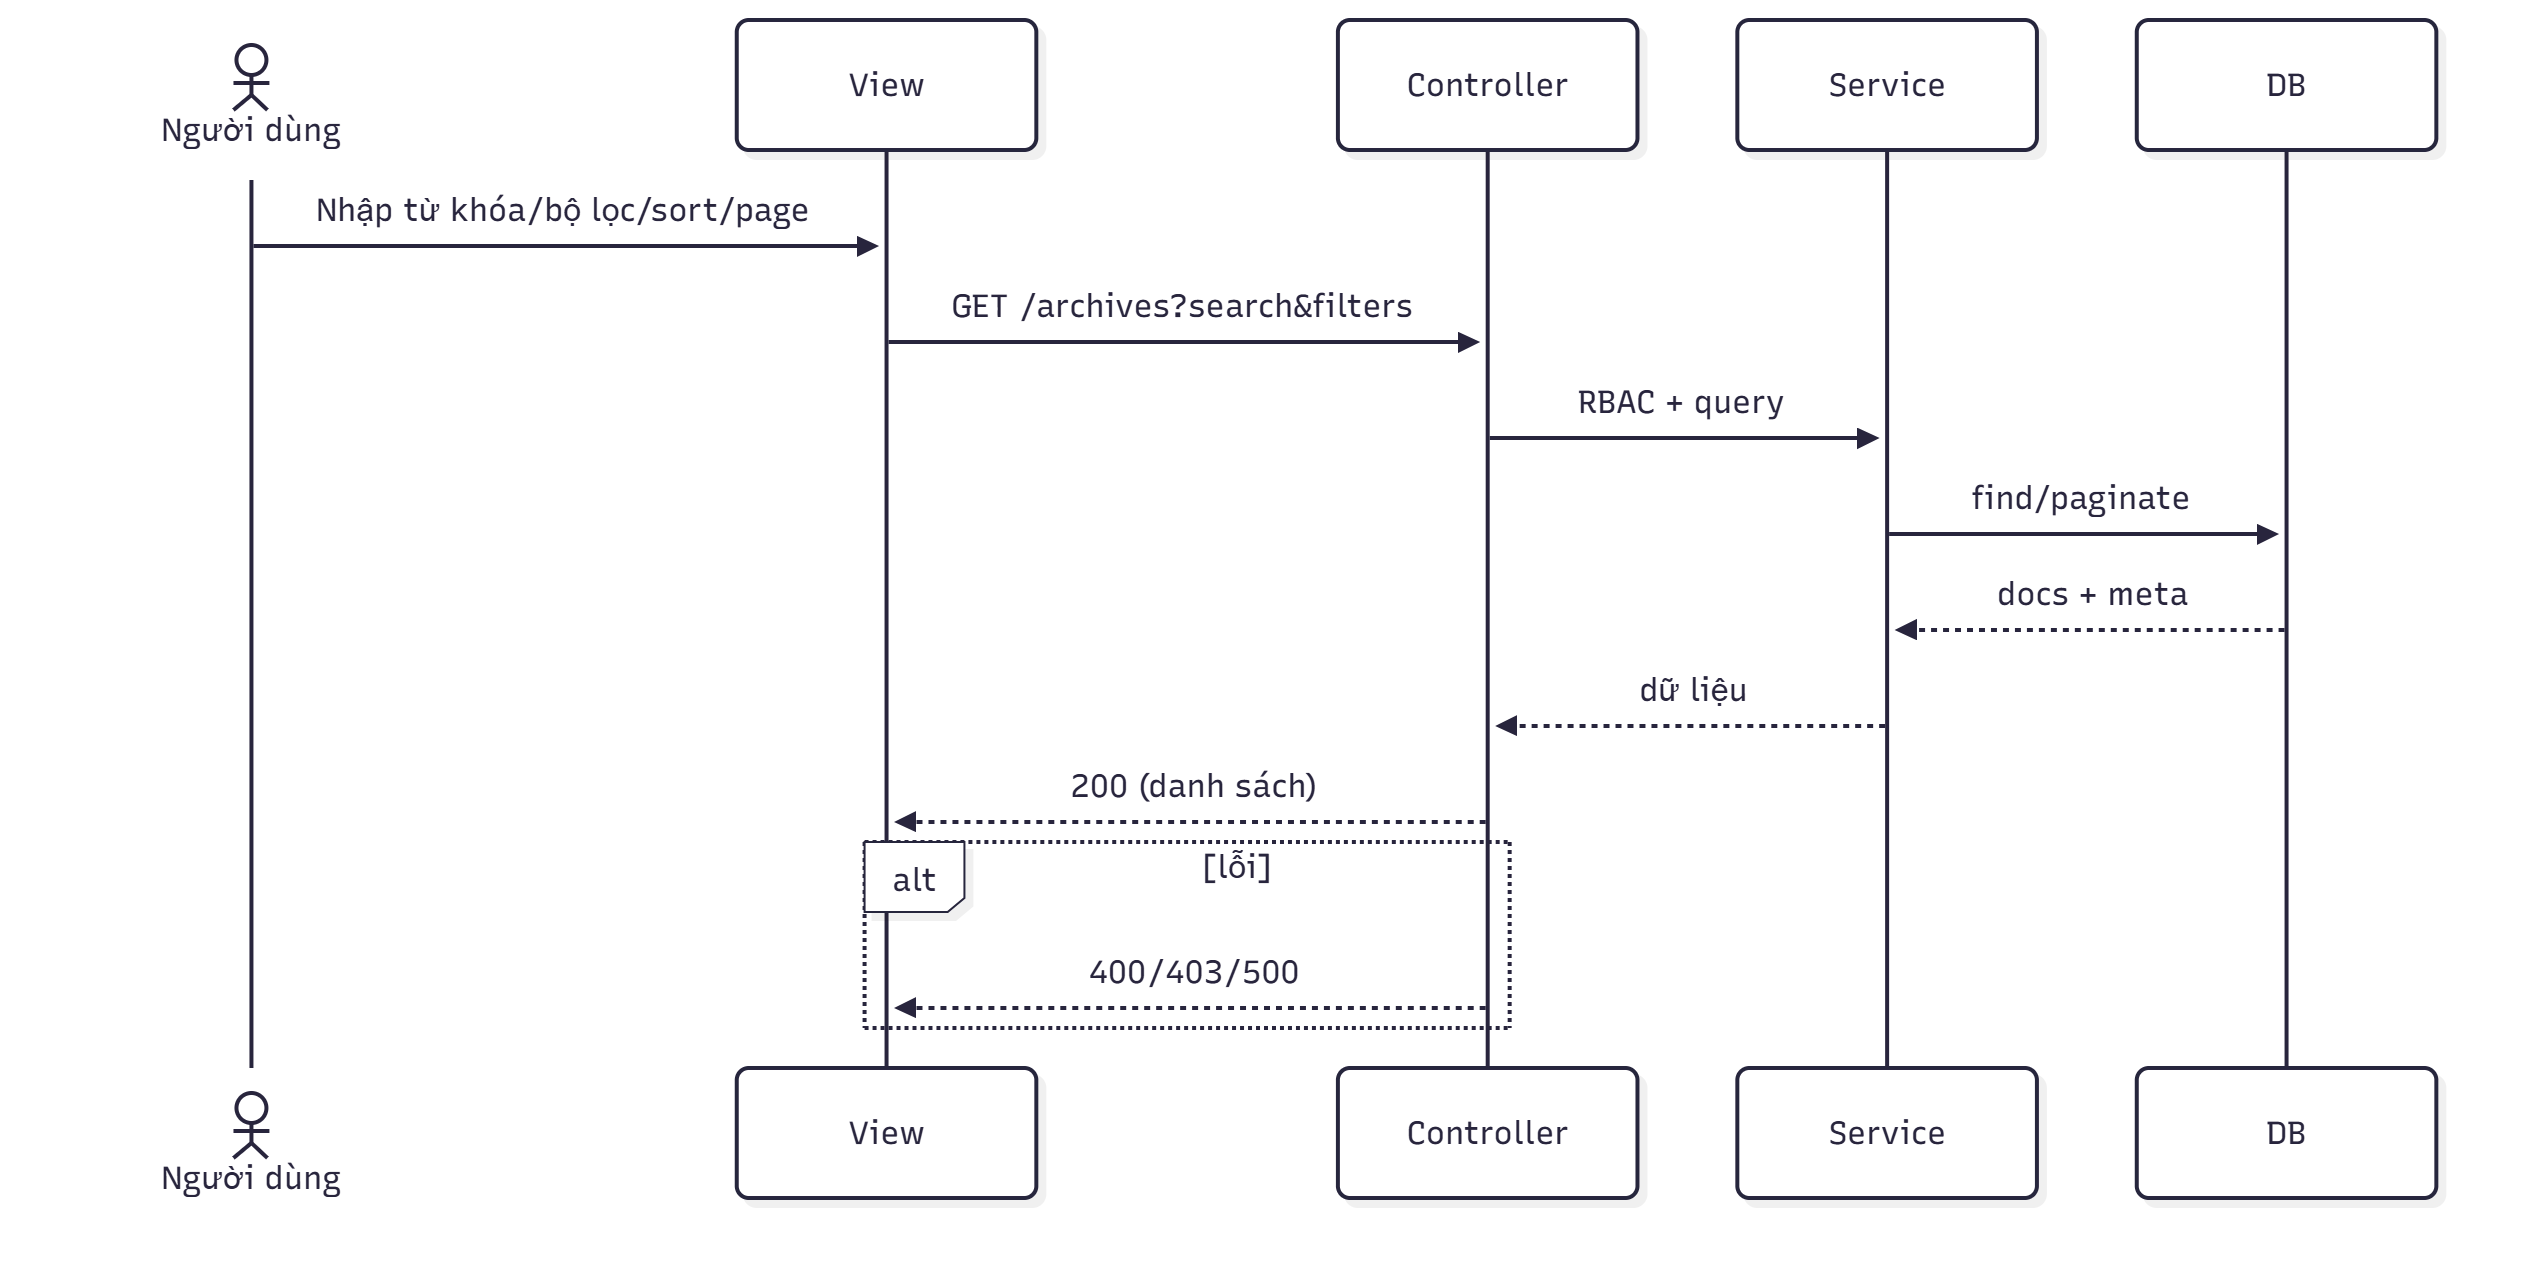 Người dùng
View
Controller
Service
DB
Nhập từ khóa/bộ lọc/sort/page
GET /archives?search&filters
RBAC + query
find/paginate
docs + meta
dữ liệu
200 (danh sách)
alt
[lỗi]
400/403/500
Người dùng
View
Controller
Service
DB